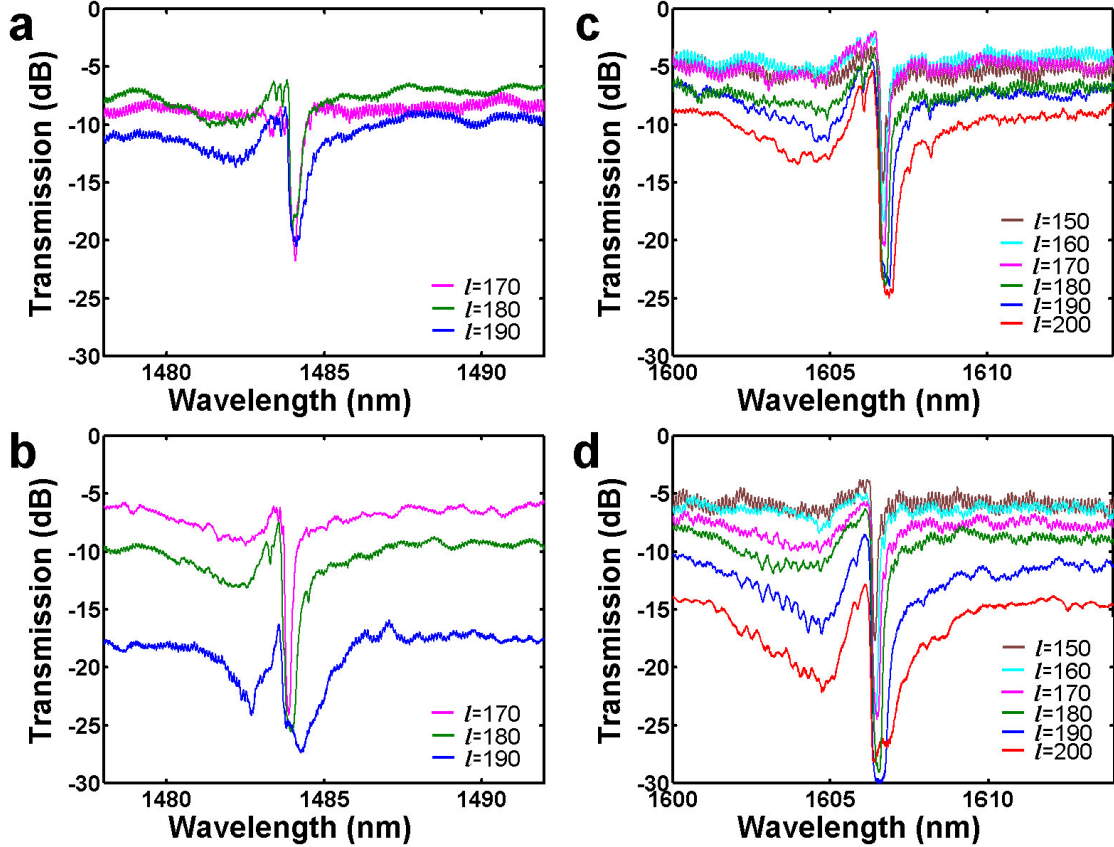 a
0
-5
-10
-15
-20
-25
-30
Transmission (dB)
l=170
l=180
l=190
1480
1485
1490
Wavelength (nm)
c
0
-5
-10
-15
-20
-25
-30
Transmission (dB)
l=150
l=160
l=170
l=180
l=190
l=200
1600
1605
1610
Wavelength (nm)
b
0
-5
-10
-15
-20
-25
-30
Transmission (dB)
l=170
l=180
l=190
1480
1485
1490
Wavelength (nm)
d
0
-5
-10
-15
-20
-25
-30
Transmission (dB)
l=150
l=160
l=170
l=180
l=190
l=200
1600
1605
1610
Wavelength (nm)